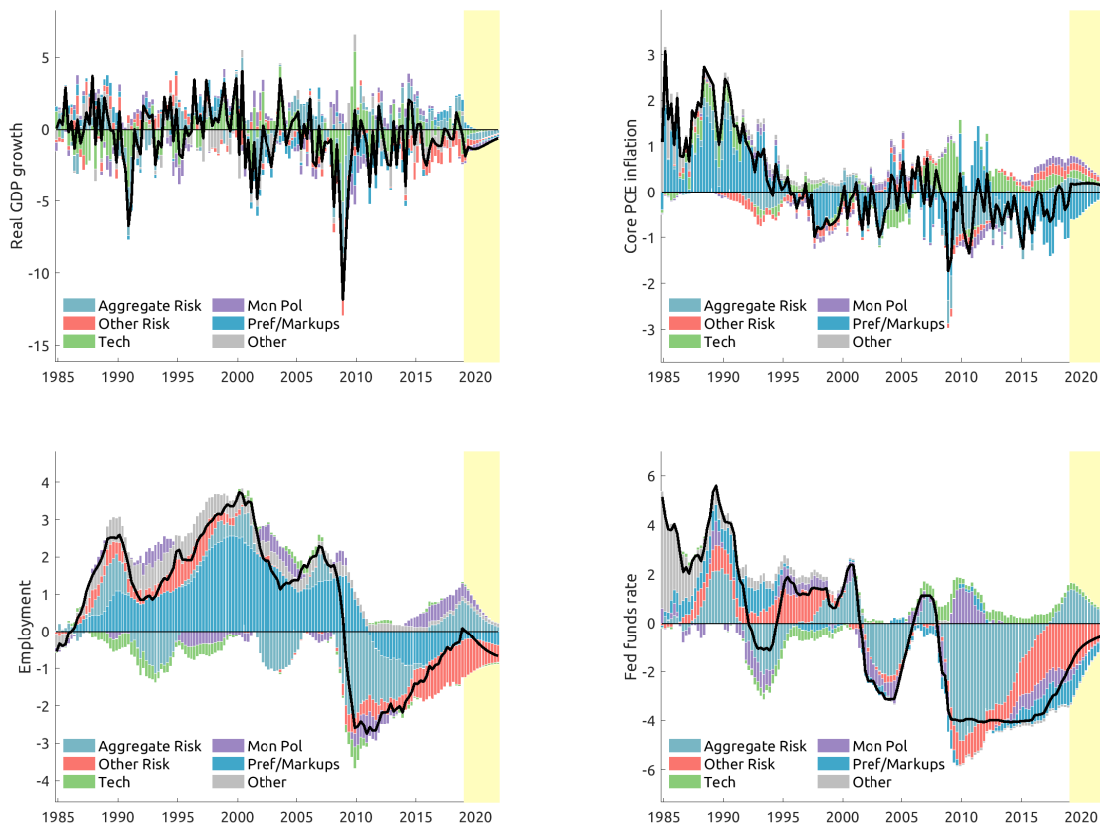 Real GDP growth
5
0
-5
-10
-15
Aggregate Risk
Other Risk
Tech
Mon Pol
Pref/Markups
Other
1985 1990 1995 2000 2005 2010 2015 2020
Core PCE inflation
3
2
1
0
-1
-2
-3
Aggregate Risk
Other Risk
Tech
Mon Pol
Pref/Markups
Other
1985 1990 1995 2000 2005 2010 2015 2020
Employment
4
3
2
1
0
-1
-2
-3
-4
Aggregate Risk
Other Risk
Tech
Mon Pol
Pref/Markups
Other
1985 1990 1995 2000 2005 2010 2015 2020
Fed funds rate
6
4
2
0
-2
-4
-6
Aggregate Risk
Other Risk
Tech
Mon Pol
Pref/Markups
Other
1985 1990 1995 2000 2005 2010 2015 2020